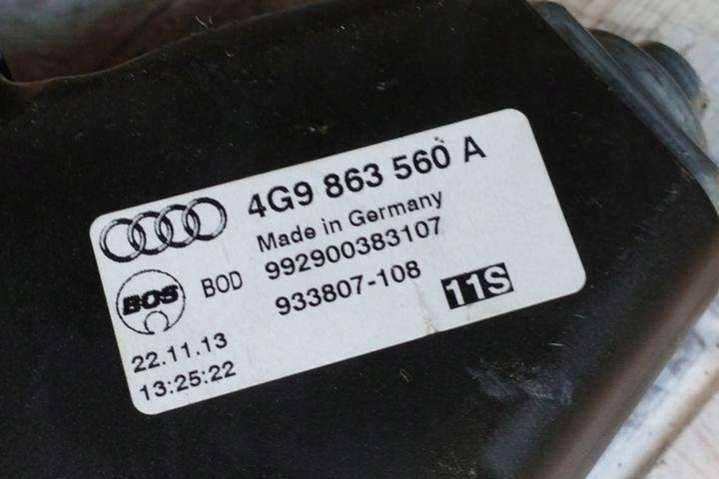 4G9 863 560 A
Made in Germany
BOS BOD 992900383107
933807-108 11S
22.11.13
13:25:22